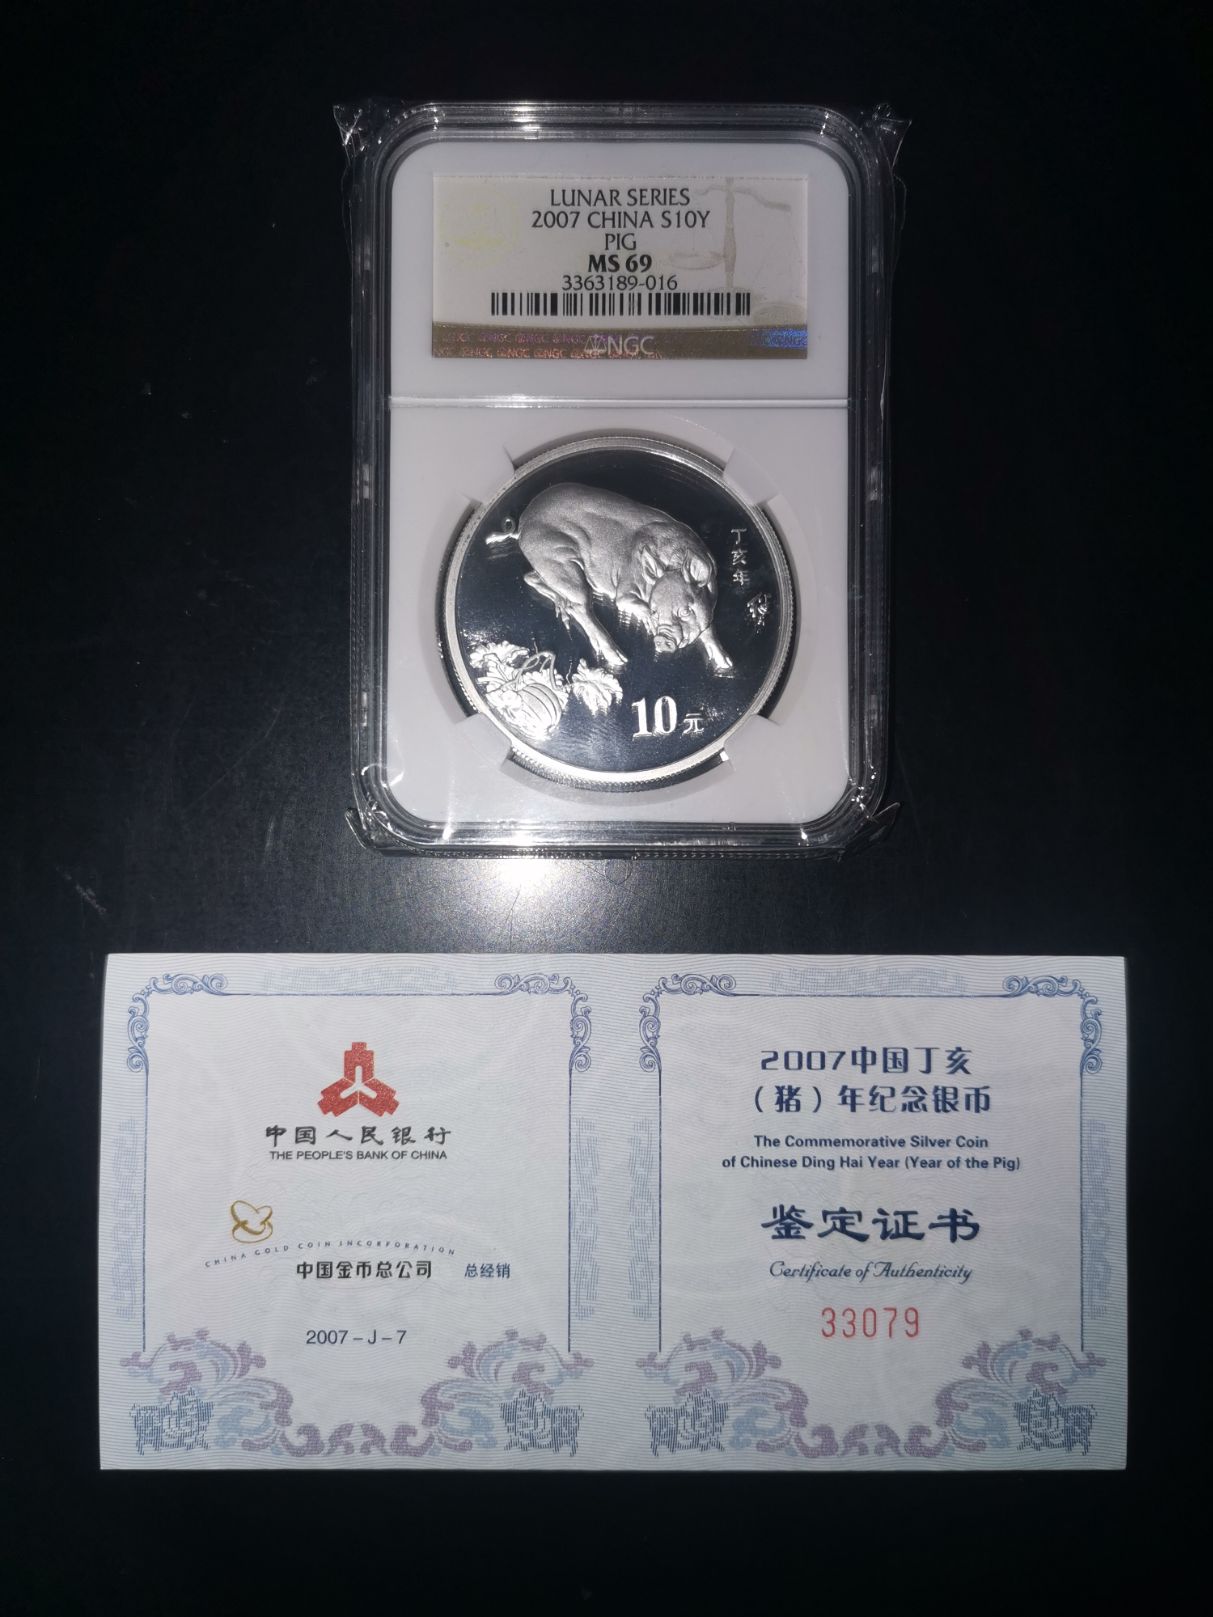 LUNAR SERIES
2007 CHINA S10Y
PIG
MS 69
3363189-016
NGC
丁亥年
10元
中国人民银行
THE PEOPLE'S BANK OF CHINA
CHINA GOLD COIN INCORPORATION
中国金币总公司 总经销
2007-J-7
2007中国丁亥
(猪)年纪念银币
The Commemorative Silver Coin
of Chinese Ding Hai Year (Year of the Pig)
鉴定证书
Certificate of Authenticity
33079